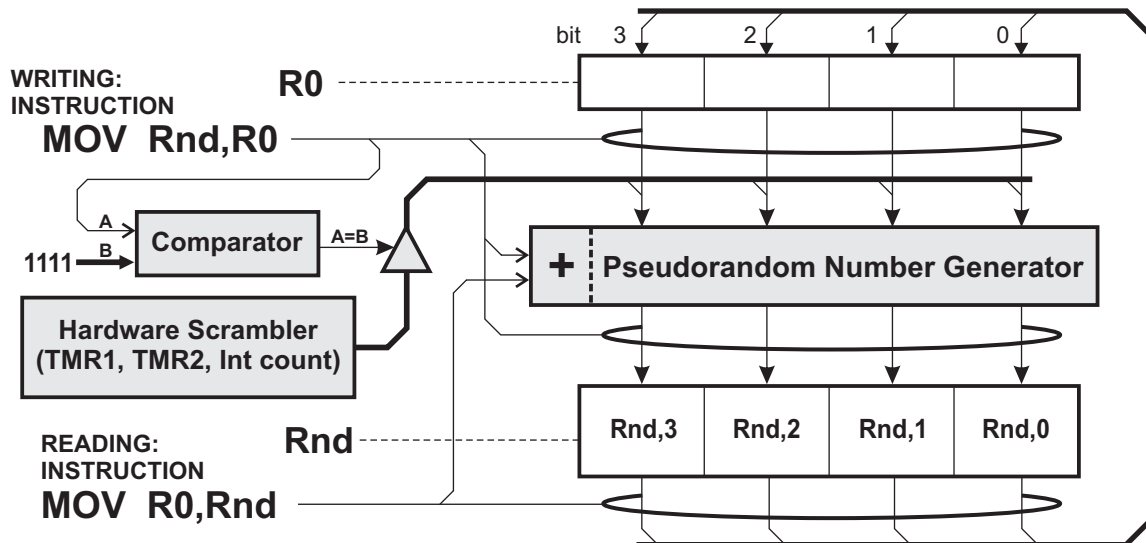 bit 3 2 1 0
WRITING:
INSTRUCTION
R0
MOV Rnd,R0
A
B
1111
Comparator
A=B
+ Pseudorandom Number Generator
Hardware Scrambler
(TMR1, TMR2, Int count)
Rnd
Rnd,3 Rnd,2 Rnd,1 Rnd,0
READING:
INSTRUCTION
MOV R0,Rnd